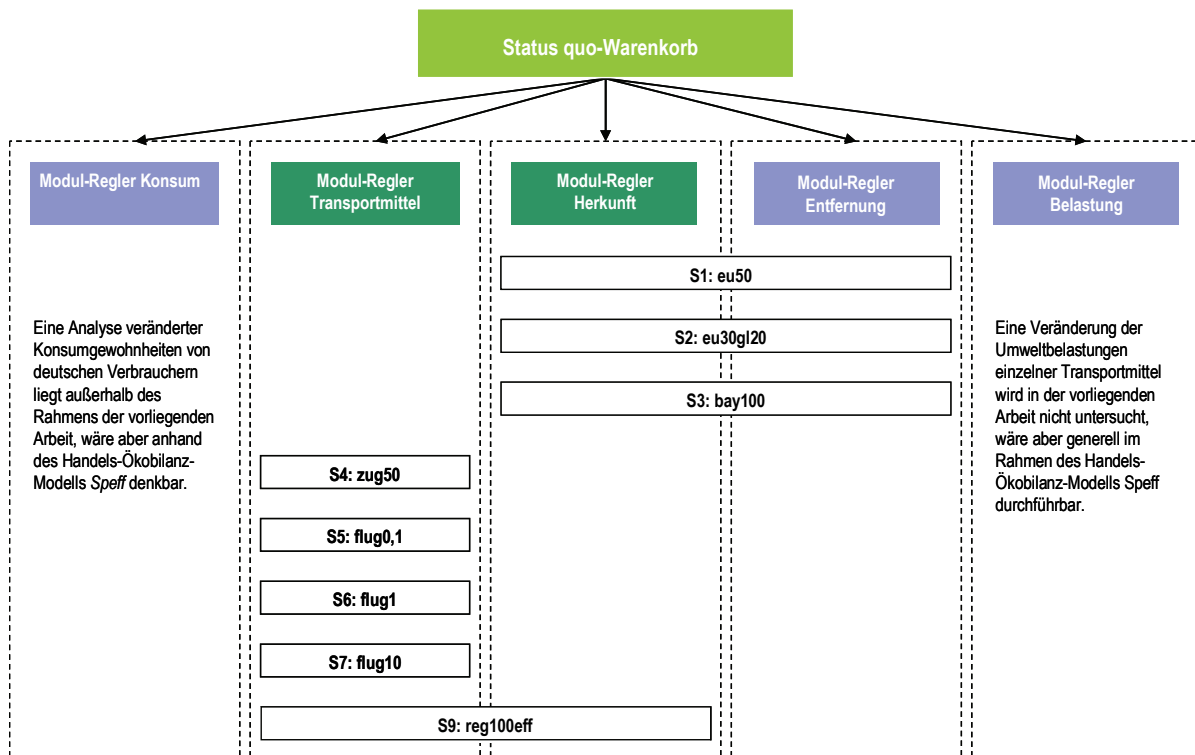 Status quo-Warenkorb
Modul-Regler Konsum
Modul-Regler
Transportmittel
Modul-Regler
Herkunft
Modul-Regler
Entfernung
Modul-Regler
Belastung
S1: eu50
S2: eu30gl20
S3: bay100
Eine Analyse veränderter
Konsumgewohnheiten von
deutschen Verbrauchern
liegt außerhalb des
Rahmens der vorliegenden
Arbeit, wäre aber anhand
des Handels-Ökobilanz-
Modells Speff denkbar.
Eine Veränderung der
Umweltbelastungen
einzelner Transportmittel
wird in der vorliegenden
Arbeit nicht untersucht,
wäre aber generell im
Rahmen des Handels-
Ökobilanz-Modells Speff
durchführbar.
S4: zug50
S5: flug0,1
S6: flug1
S7: flug10
S9: reg100eff